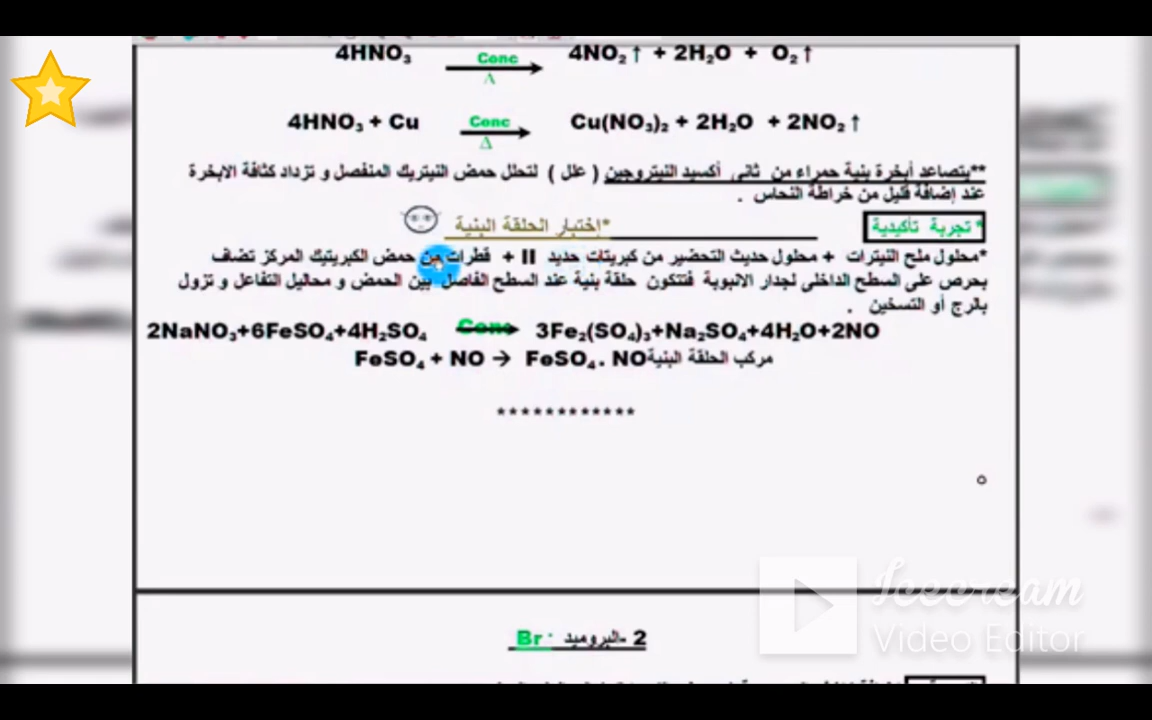 4HNO₃ Conc Δ 4NO₂↑ + 2H₂O + O₂↑
4HNO₃ + Cu Conc Δ Cu(NO₃)₂ + 2H₂O + 2NO₂↑
**يتصاعد أبخرة بنية حمراء من ثانى أكسيد النيتروجين ( علل ) لتحلل حمض النيتريك المنفصل و تزداد كثافة الابخرة
عند إضافة قليل من خراطة النحاس .
* تجربة تأكيدية *إختبار الحلقة البنية
*محلول ملح النيترات + محلول حديث التحضير من كبريتات حديد II + قطرات من حمض الكبريتيك المركز تضاف
بحرص على السطح الداخلى لجدار الانبوبة فتتكون حلقة بنية عند السطح الفاصل بين الحمض و محاليل التفاعل و تزول
بالرج أو التسخين .
2NaNO₃+6FeSO₄+4H₂SO₄ Conc 3Fe₂(SO₄)₃+Na₂SO₄+4H₂O+2NO
FeSO₄ + NO → FeSO₄ . NO مركب الحلقة البنية
************
2 -البروميد Br⁻
Icecream
Video Editor